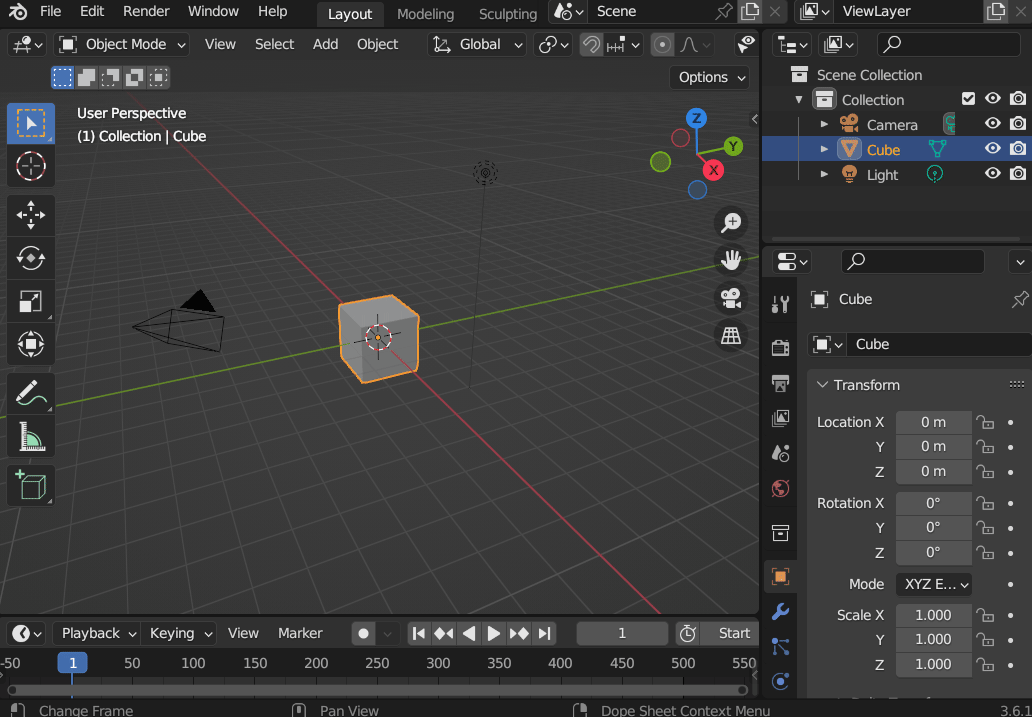 File Edit Render Window Help Layout Modeling Sculpting Scene ViewLayer
Object Mode View Select Add Object Global
Options
User Perspective
(1) Collection | Cube
Z
Y
X
Scene Collection
Collection
Camera
Cube
Light
Cube
Cube
Transform
Location X 0 m
Y 0 m
Z 0 m
Rotation X 0°
Y 0°
Z 0°
Mode XYZ E...
Scale X 1.000
Y 1.000
Z 1.000
Playback Keying View Marker 1 Start
-50 1 50 100 150 200 250 300 350 400 450 500 550
Change Frame Pan View Dope Sheet Context Menu 3.6.1